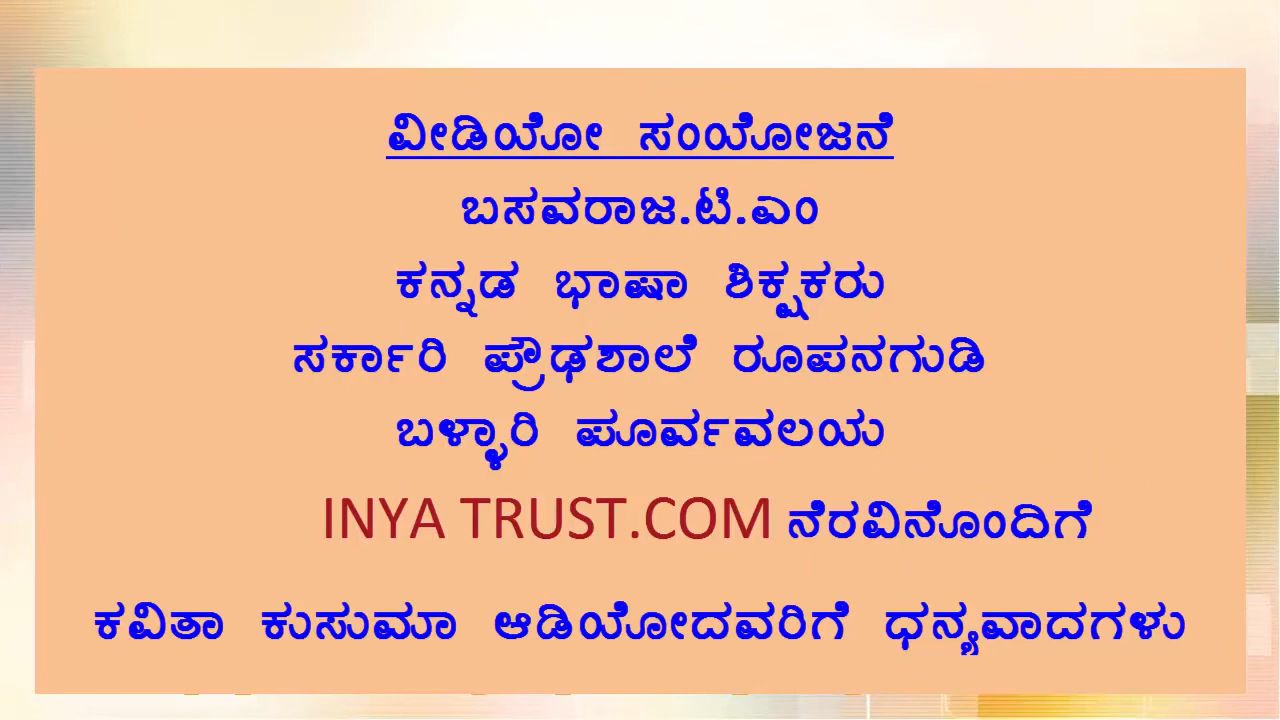 ವೀಡಿಯೋ ಸಂಯೋಜನೆ
ಬಸವರಾಜ.ಟಿ.ಎಂ
ಕನ್ನಡ ಭಾಷಾ ಶಿಕ್ಷಕರು
ಸರ್ಕಾರಿ ಪ್ರೌಢಶಾಲೆ ರೂಪನಗುಡಿ
ಬಳ್ಳಾರಿ ಪೂರ್ವವಲಯ
INYA TRUST.COM ನೆರವಿನೊಂದಿಗೆ
ಕವಿತಾ ಕುಸುಮಾ ಆಡಿಯೋದವರಿಗೆ ಧನ್ಯವಾದಗಳು